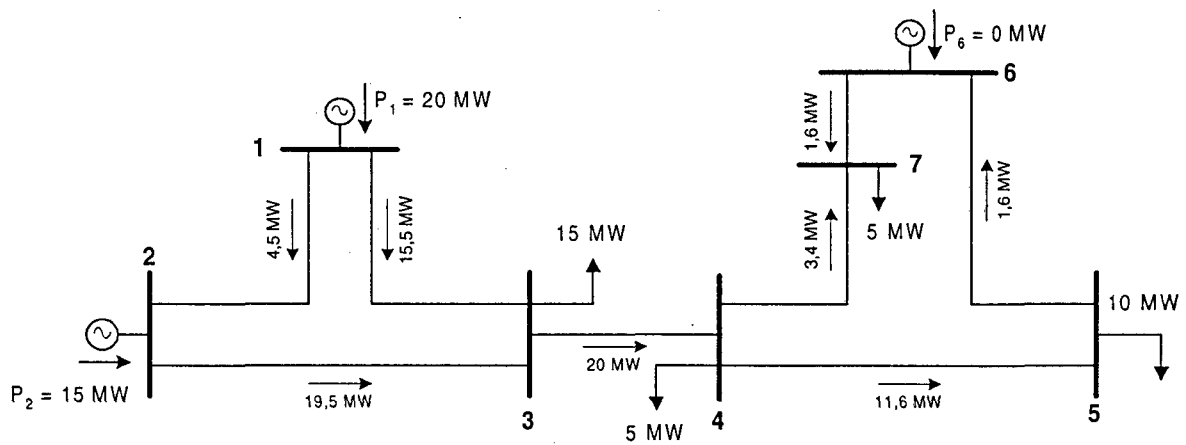 P6 = 0 MW
6
P1 = 20 MW
1
1,6 MW
7
5 MW
1,6 MW
3,4 MW
4,5 MW
15,5 MW
15 MW
2
10 MW
20 MW
P2 = 15 MW
19,5 MW
3
5 MW
4
11,6 MW
5